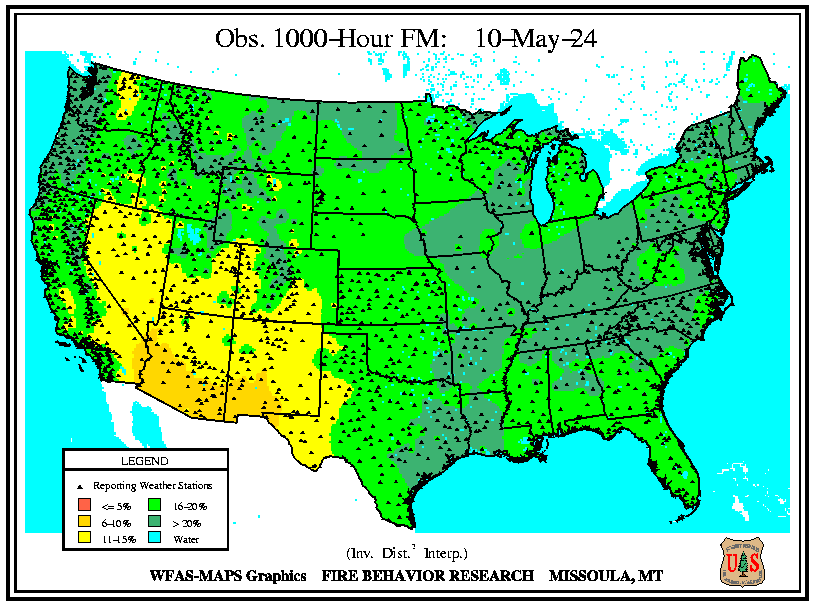 Obs. 1000-Hour FM: 10-May-24
LEGEND
Reporting Weather Stations
<= 5% 16-20%
6-10% > 20%
11-15% Water
(Inv. Dist.² Interp.)
WFAS-MAPS Graphics FIRE BEHAVIOR RESEARCH MISSOULA, MT
U S